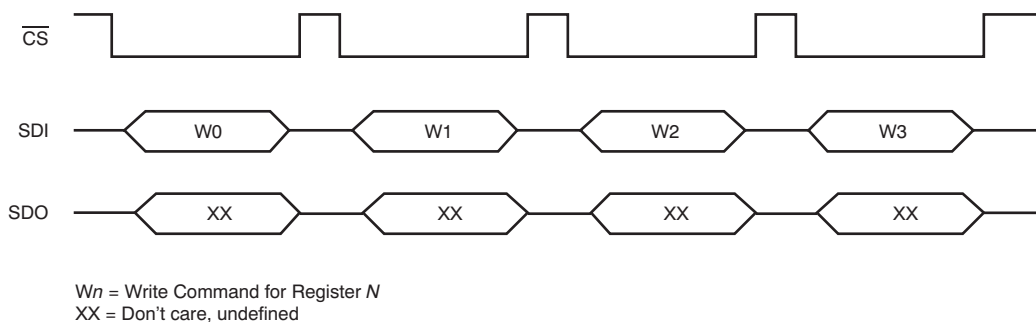 CS
SDI W0 W1 W2 W3
SDO XX XX XX XX
Wn = Write Command for Register N
XX = Don't care, undefined